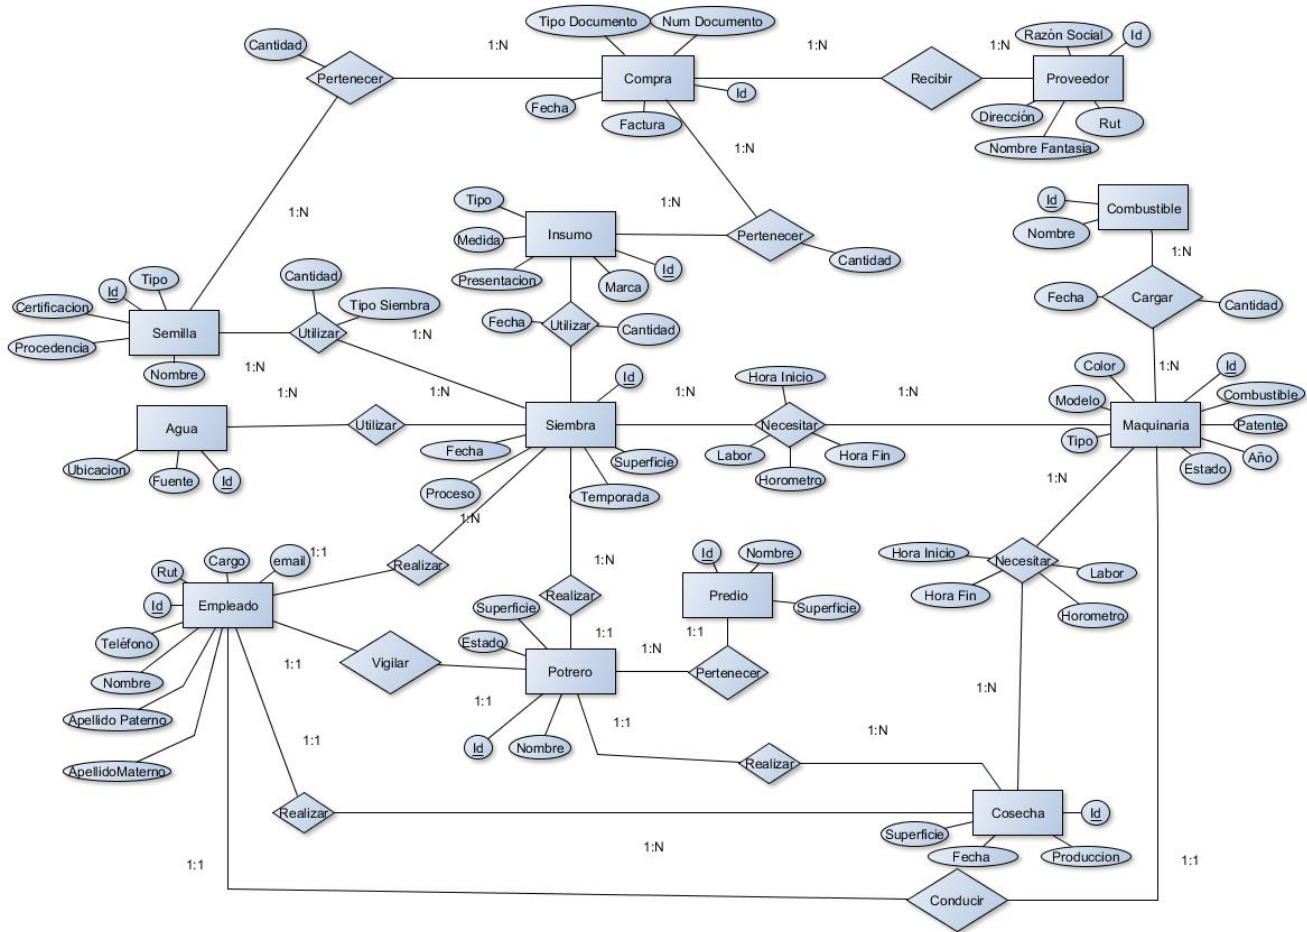 Tipo Documento
Num Documento
Cantidad
1:N
1:N
1:N
Razón Social
Id
Pertenecer
Compra
Recibir
Proveedor
Id
Fecha
Factura
Dirección
Rut
Nombre Fantasia
1:N
Id
Combustible
Nombre
Tipo
1:N
1:N
Insumo
Medida
Pertenecer
1:N
Presentacion
Id
Marca
Cantidad
Cantidad
Tipo
Id
Tipo Siembra
Fecha
Cargar
Cantidad
Certificacion
Semilla
Utilizar
1:N
Fecha
Utilizar
Cantidad
Procedencia
Nombre
1:N
1:N
Color
Id
Hora Inicio
Modelo
Combustible
1:N
1:N
Id
1:N
1:N
Agua
Utilizar
Siembra
Necesitar
Maquinaria
Patente
Tipo
Fecha
Superficie
Labor
Hora Fin
Estado
Año
Ubicacion
Fuente
Id
Proceso
Temporada
Horometro
1:N
1:N
1:1
Cargo
email
Rut
Realizar
1:N
Id
Nombre
Hora Inicio
Necesitar
Labor
Id
Empleado
Realizar
Predio
Hora Fin
Superficie
Superficie
Horometro
Teléfono
Estado
1:1
1:N
1:1
1:1
Vigilar
Potrero
Pertenecer
Nombre
1:N
Apellido Paterno
1:1
1:1
Id
Nombre
1:1
1:N
ApellidoMaterno
Realizar
Realizar
Cosecha
Id
Superficie
Fecha
Produccion
1:1
1:N
1:1
Conducir